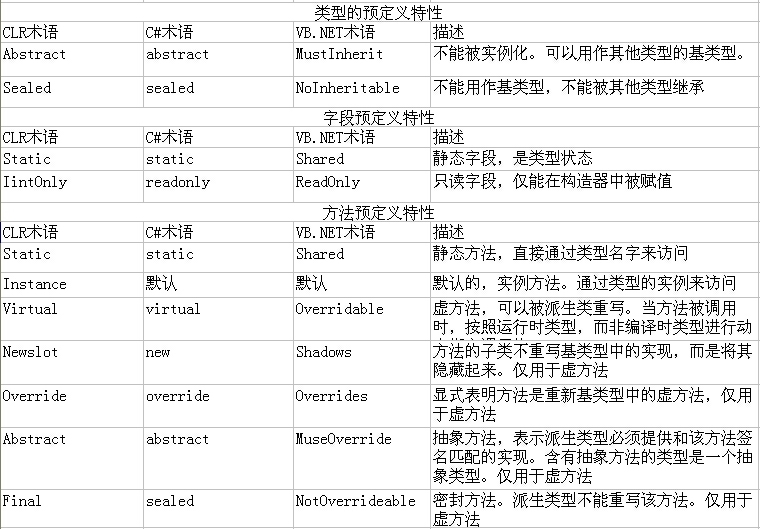 类型的预定义特性
CLR术语 C#术语 VB.NET术语 描述
Abstract abstract MustInherit 不能被实例化。可以用作其他类型的基类型。
Sealed sealed NoInheritable 不能用作基类型，不能被其他类型继承
字段预定义特性
CLR术语 C#术语 VB.NET术语 描述
Static static Shared 静态字段，是类型状态
IintOnly readonly ReadOnly 只读字段，仅能在构造器中被赋值
方法预定义特性
CLR术语 C#术语 VB.NET术语 描述
Static static Shared 静态方法，直接通过类型名字来访问
Instance 默认 默认 默认的，实例方法。通过类型的实例来访问
Virtual virtual Overridable 虚方法，可以被派生类重写。当方法被调用
时，按照运行时类型，而非编译时类型进行动
Newslot new Shadows 方法的子类不重写基类型中的实现，而是将其
隐藏起来。仅用于虚方法
Override override Overrides 显式表明方法是重新基类型中的虚方法，仅用
于虚方法
Abstract abstract MuseOverride 抽象方法，表示派生类型必须提供和该方法签
名匹配的实现。含有抽象方法的类型是一个抽
象类型。仅用于虚方法
Final sealed NotOverrideable 密封方法。派生类型不能重写该方法。仅用于
虚方法